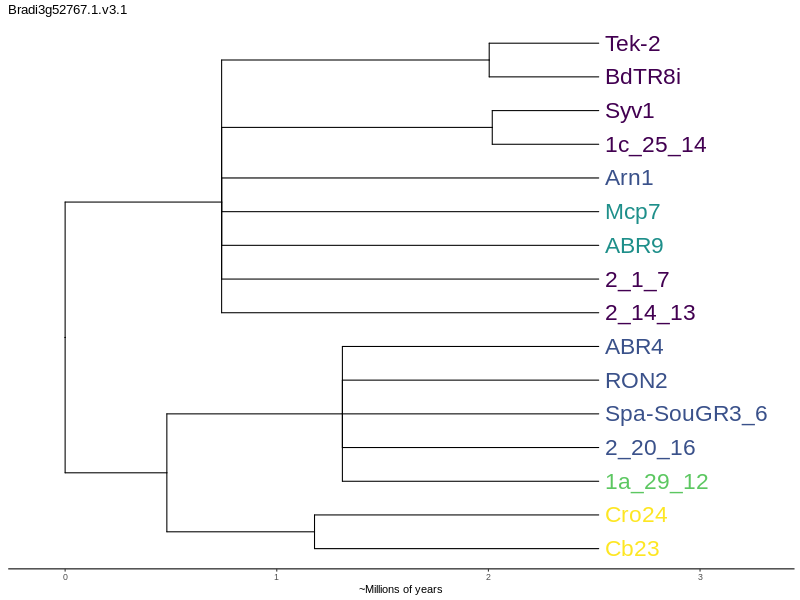 Bradi3g52767.1.v3.1
Tek-2
BdTR8i
Syv1
1c_25_14
Arn1
Mcp7
ABR9
2_1_7
2_14_13
ABR4
RON2
Spa-SouGR3_6
2_20_16
1a_29_12
Cro24
Cb23
0 1 2 3
~Millions of years